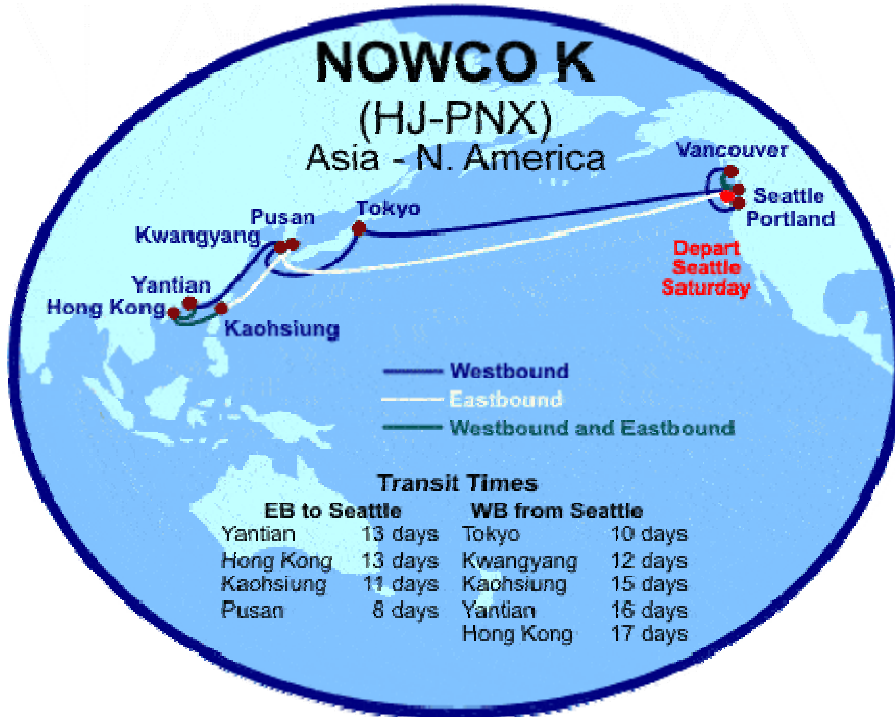 NOWCO K
(HJ-PNX)
Asia - N. America
Vancouver
Seattle
Portland
Tokyo
Pusan
Kwangyang
Yantian
Hong Kong
Kaohsiung
Depart
Seattle
Saturday
Westbound
Eastbound
Westbound and Eastbound
Transit Times
EB to Seattle WB from Seattle
Yantian 13 days Tokyo 10 days
Hong Kong 13 days Kwangyang 12 days
Kaohsiung 11 days Kaohsiung 15 days
Pusan 8 days Yantian 16 days
Hong Kong 17 days